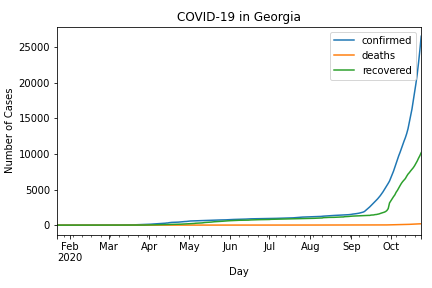 COVID-19 in Georgia
confirmed
deaths
recovered
Number of Cases
25000
20000
15000
10000
5000
0
Feb Mar Apr May Jun Jul Aug Sep Oct
2020
Day